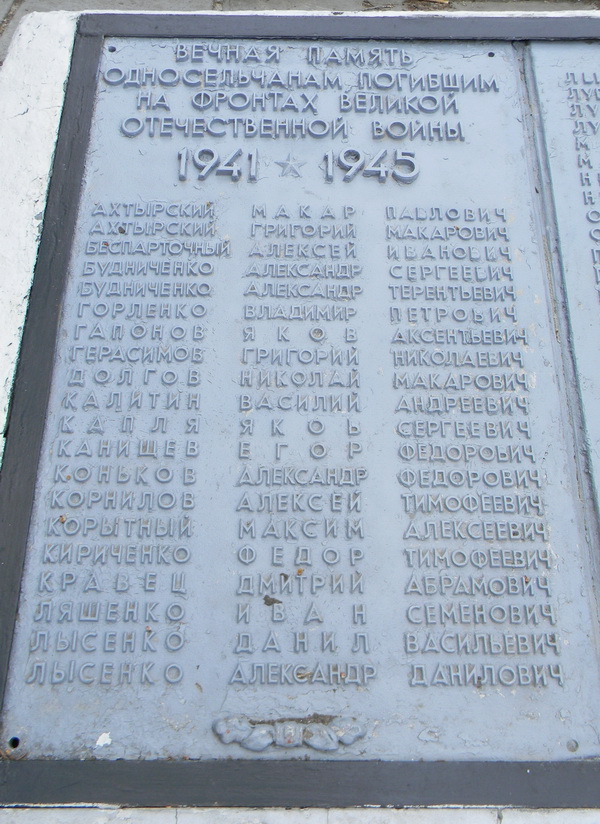 ВЕЧНАЯ ПАМЯТЬ
ОДНОСЕЛЬЧАНАМ ПОГИБШИМ
НА ФРОНТАХ ВЕЛИКОЙ
ОТЕЧЕСТВЕННОЙ ВОЙНЫ
1941 ★ 1945
АХТЫРСКИЙ МАКАР ПАВЛОВИЧ
АХТЫРСКИЙ ГРИГОРИЙ МАКАРОВИЧ
БЕСПАРТОЧНЫЙ АЛЕКСЕЙ ИВАНОВИЧ
БУДНИЧЕНКО АЛЕКСАНДР СЕРГЕЕВИЧ
БУДНИЧЕНКО АЛЕКСАНДР ТЕРЕНТЬЕВИЧ
ГОРЛЕНКО ВЛАДИМИР ПЕТРОВИЧ
ГАПОНОВ ЯКОВ АКСЕНТЬЕВИЧ
ГЕРАСИМОВ ГРИГОРИЙ НИКОЛАЕВИЧ
ДОЛГОВ НИКОЛАЙ МАКАРОВИЧ
КАЛИТИН ВАСИЛИЙ АНДРЕЕВИЧ
КАПЛЯ ЯКОВ СЕРГЕЕВИЧ
КАНИЩЕВ ЕГОР ФЕДОРОВИЧ
КОНЬКОВ АЛЕКСАНДР ФЕДОРОВИЧ
КОРНИЛОВ АЛЕКСЕЙ ТИМОФЕЕВИЧ
КОРЫТНЫЙ МАКСИМ АЛЕКСЕЕВИЧ
КИРИЧЕНКО ФЕДОР ТИМОФЕЕВИЧ
КРАВЕЦ ДМИТРИЙ АБРАМОВИЧ
ЛЯШЕНКО ИВАН СЕМЕНОВИЧ
ЛЫСЕНКО ДАНИЛ ВАСИЛЬЕВИЧ
ЛЫСЕНКО АЛЕКСАНДР ДАНИЛОВИЧ